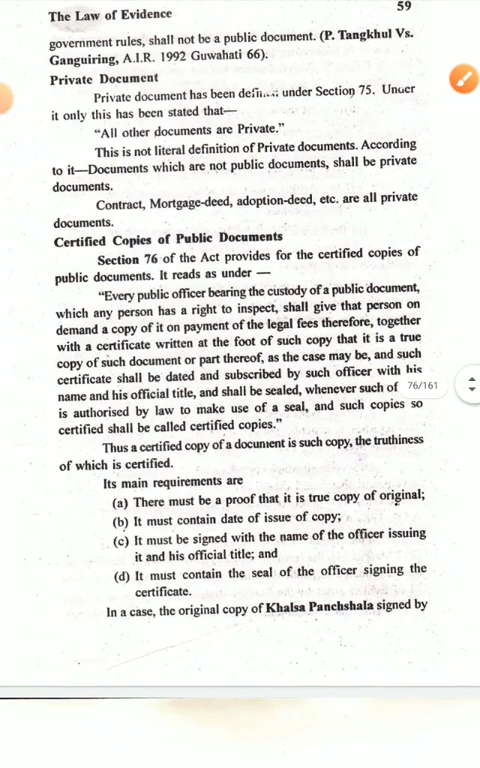 The Law of Evidence 59
government rules, shall not be a public document. (P. Tangkhul Vs.
Ganguiring, A.I.R. 1992 Guwahati 66).
Private Document
Private document has been under Section 75. Under
it only this has been stated that—
“All other documents are Private.”
This is not literal definition of Private documents. According
to it—Documents which are not public documents, shall be private
documents.
Contract, Mortgage-deed, adoption-deed, etc. are all private
documents.
Certified Copies of Public Documents
Section 76 of the Act provides for the certified copies of
public documents. It reads as under —
“Every public officer bearing the custody of a public document,
which any person has a right to inspect, shall give that person on
demand a copy of it on payment of the legal fees therefore, together
with a certificate written at the foot of such copy that it is a true
copy of such document or part thereof, as the case may be, and such
certificate shall be dated and subscribed by such officer with his
name and his official title, and shall be sealed, whenever such of 76/161
is authorised by law to make use of a seal, and such copies so
certified shall be called certified copies.”
Thus a certified copy of a document is such copy, the truthiness
of which is certified.
Its main requirements are
(a) There must be a proof that it is true copy of original;
(b) It must contain date of issue of copy;
(c) It must be signed with the name of the officer issuing
it and his official title; and
(d) It must contain the seal of the officer signing the
certificate.
In a case, the original copy of Khalsa Panchshala signed by